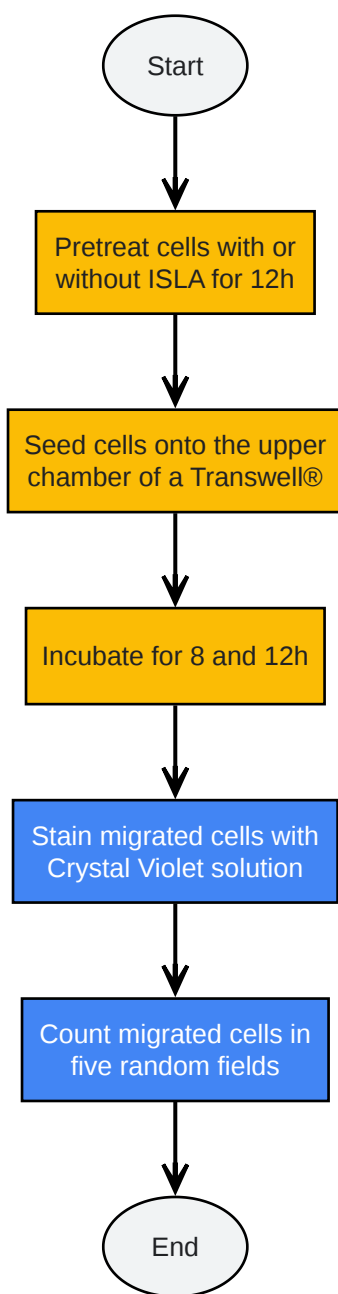 Start
Pretreat cells with or
without ISLA for 12h
Seed cells onto the upper
chamber of a Transwell®
Incubate for 8 and 12h
Stain migrated cells with
Crystal Violet solution
Count migrated cells in
five random fields
End